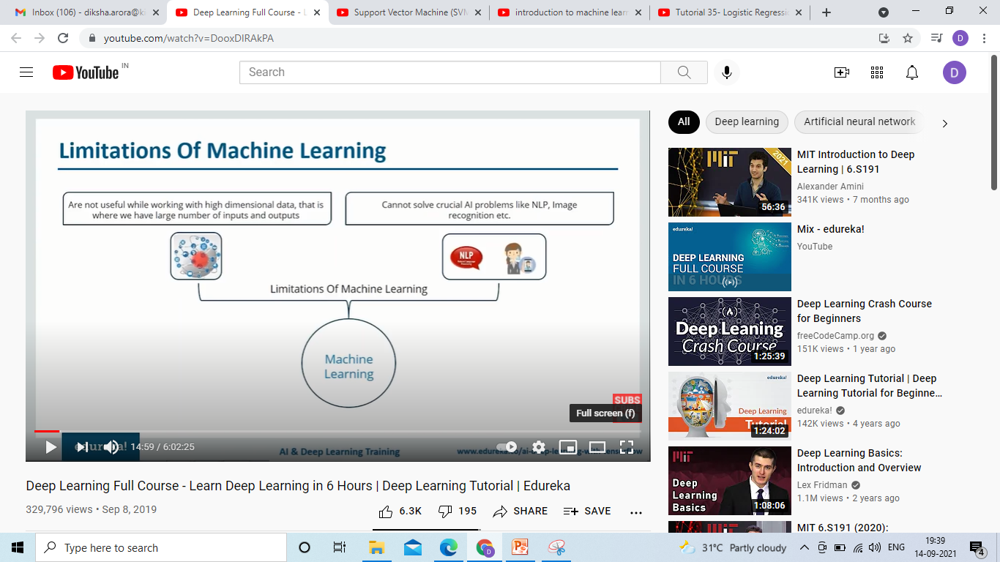 Inbox (106) - diksha.arora@ki
Deep Learning Full Course - L
Support Vector Machine (SVM
introduction to machine learn
Tutorial 35- Logistic Regressi
youtube.com/watch?v=DooxDIRAkPA
D
YouTube IN
Search
D
Limitations Of Machine Learning
Are not useful while working with high dimensional data, that is
where we have large number of inputs and outputs
Cannot solve crucial AI problems like NLP, Image
recognition etc.
NLP
Limitations Of Machine Learning
Machine
Learning
SUBS
Full screen (f)
14:59 / 6:02:25
AI & Deep Learning Training
Deep Learning Full Course - Learn Deep Learning in 6 Hours | Deep Learning Tutorial | Edureka
329,796 views • Sep 8, 2019
6.3K
195
SHARE
SAVE
All
Deep learning
Artificial neural network
MIT
2021
56:36
MIT Introduction to Deep
Learning | 6.S191
Alexander Amini
341K views • 7 months ago
edureka!
DEEP LEARNING
FULL COURSE
IN 6 HOURS
Mix - edureka!
YouTube
Deep Leaning
Crash Course
1:25:39
Deep Learning Crash Course
for Beginners
freeCodeCamp.org
151K views • 1 year ago
edureka!
Deep Learning
Tutorial
1:24:02
Deep Learning Tutorial | Deep
Learning Tutorial for Beginne…
edureka!
142K views • 4 years ago
MIT
Deep
Learning
Basics
1:08:06
Deep Learning Basics:
Introduction and Overview
Lex Fridman
1.1M views • 2 years ago
MIT
MIT 6.S191 (2020):
Type here to search
D
31°C Partly cloudy
ENG
19:39
14-09-2021
4